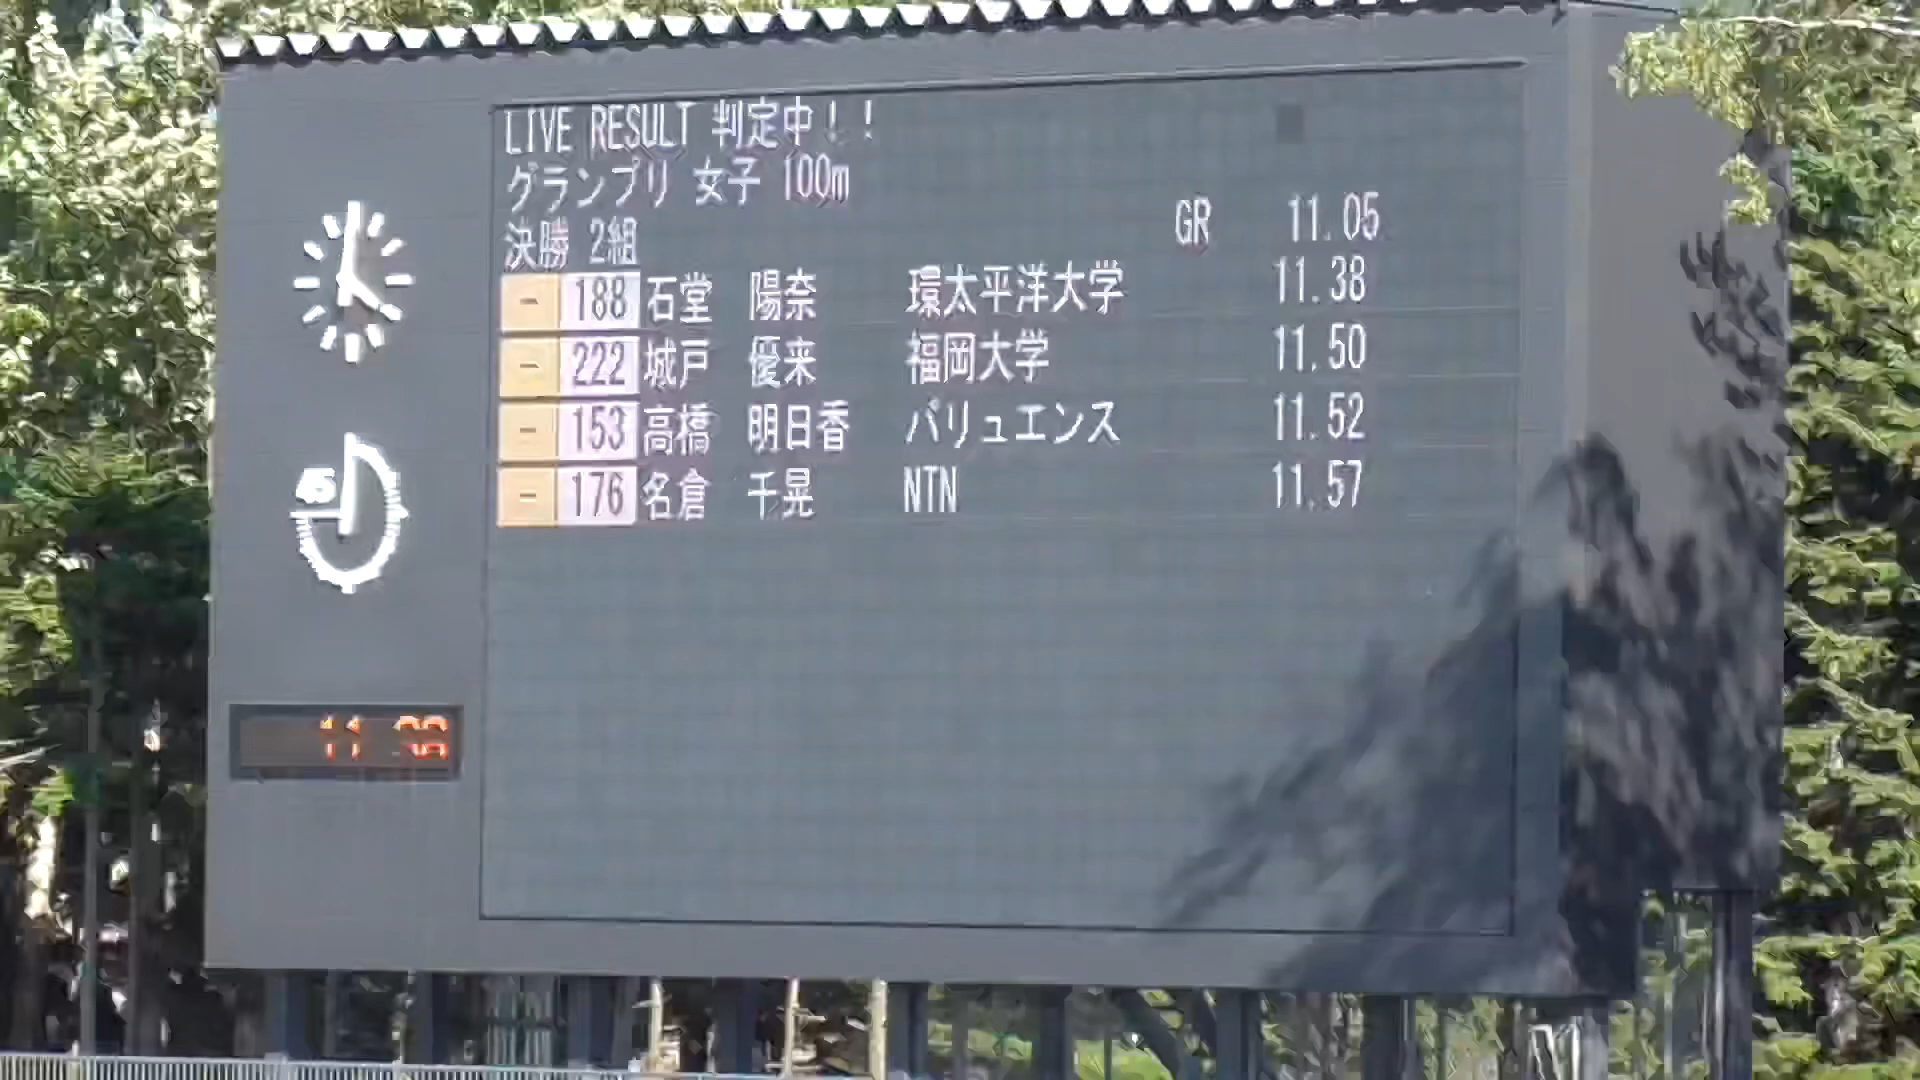 LIVE RESULT 判定中!!
グランプリ 女子 100m
決勝 2組 GR 11.05
- 188 石堂 陽奈 環太平洋大学 11.38
- 222 城戸 優来 福岡大学 11.50
- 153 高橋 明日香 バリュエンス 11.52
- 176 名倉 千晃 NTN 11.57
45